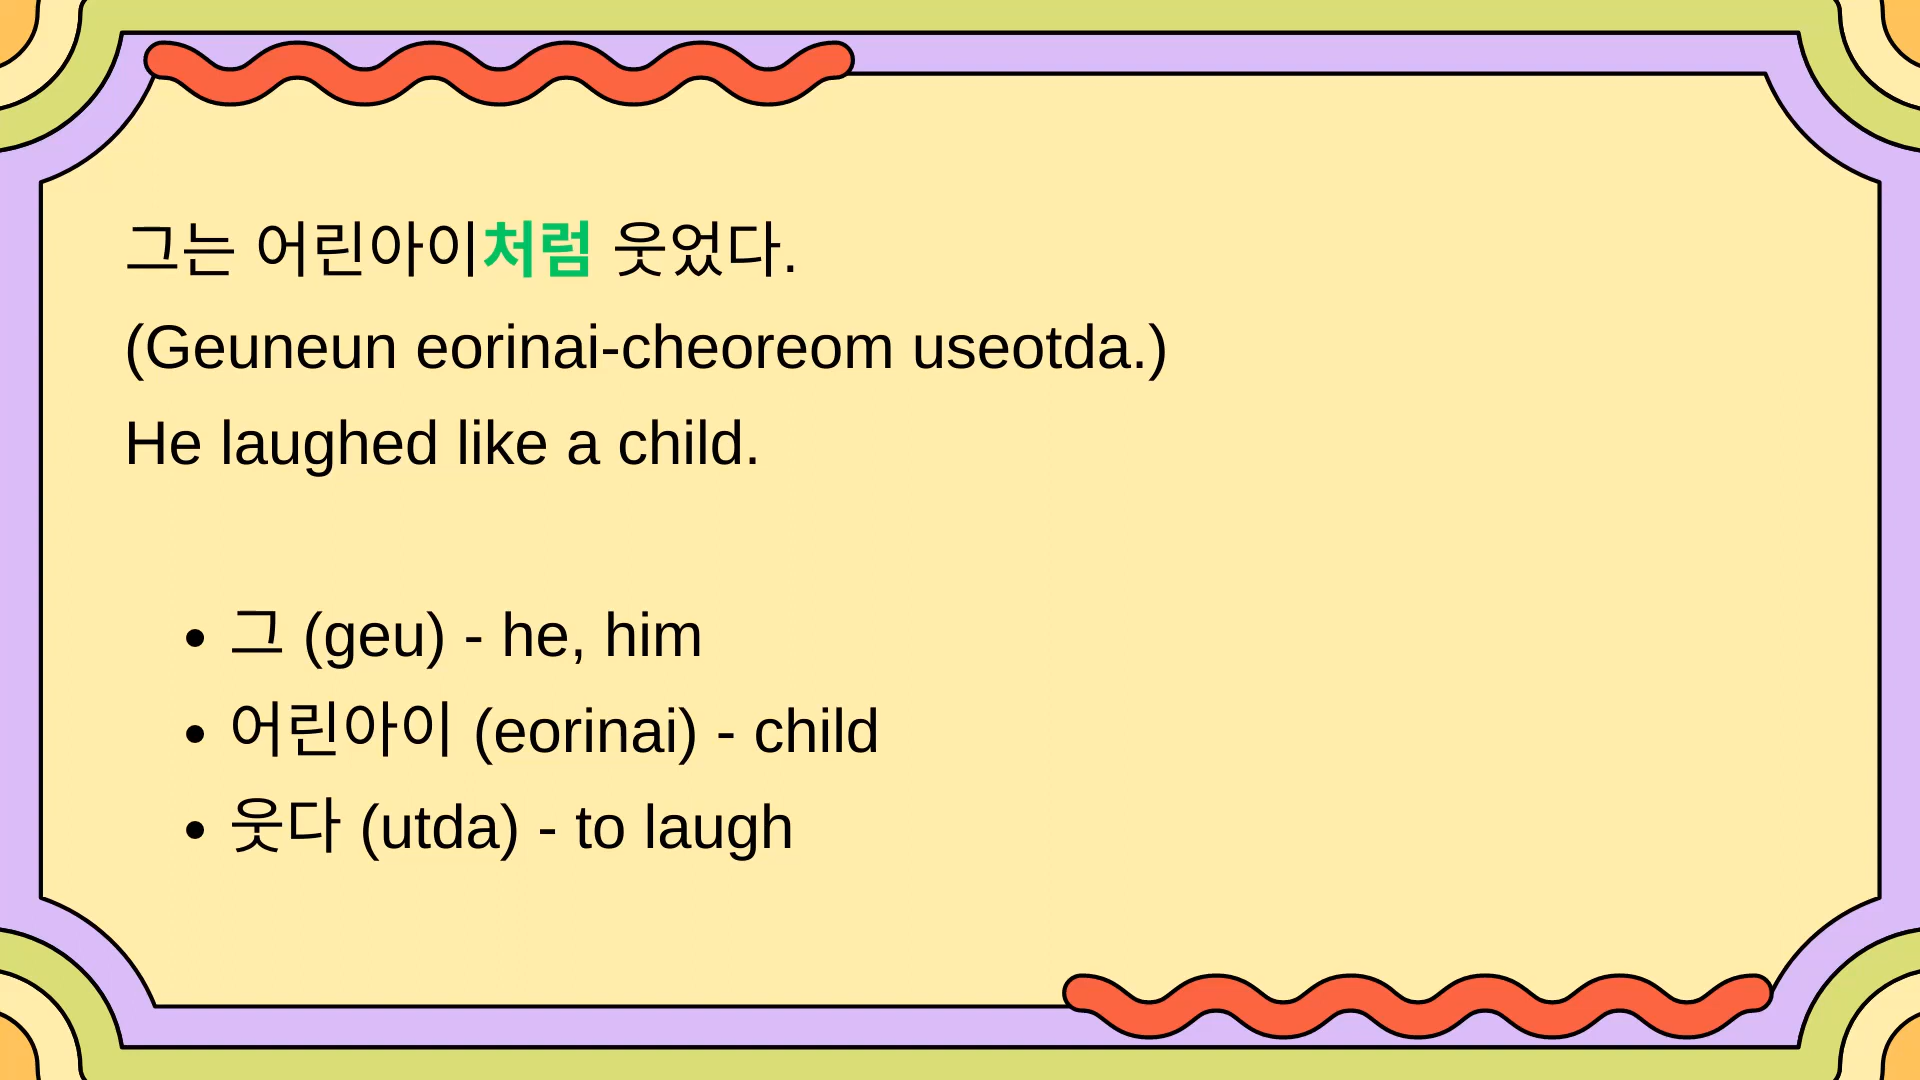 그는 어린아이처럼 웃었다.
(Geuneun eorinai-cheoreom useotda.)
He laughed like a child.
• 그 (geu) - he, him
• 어린아이 (eorinai) - child
• 웃다 (utda) - to laugh